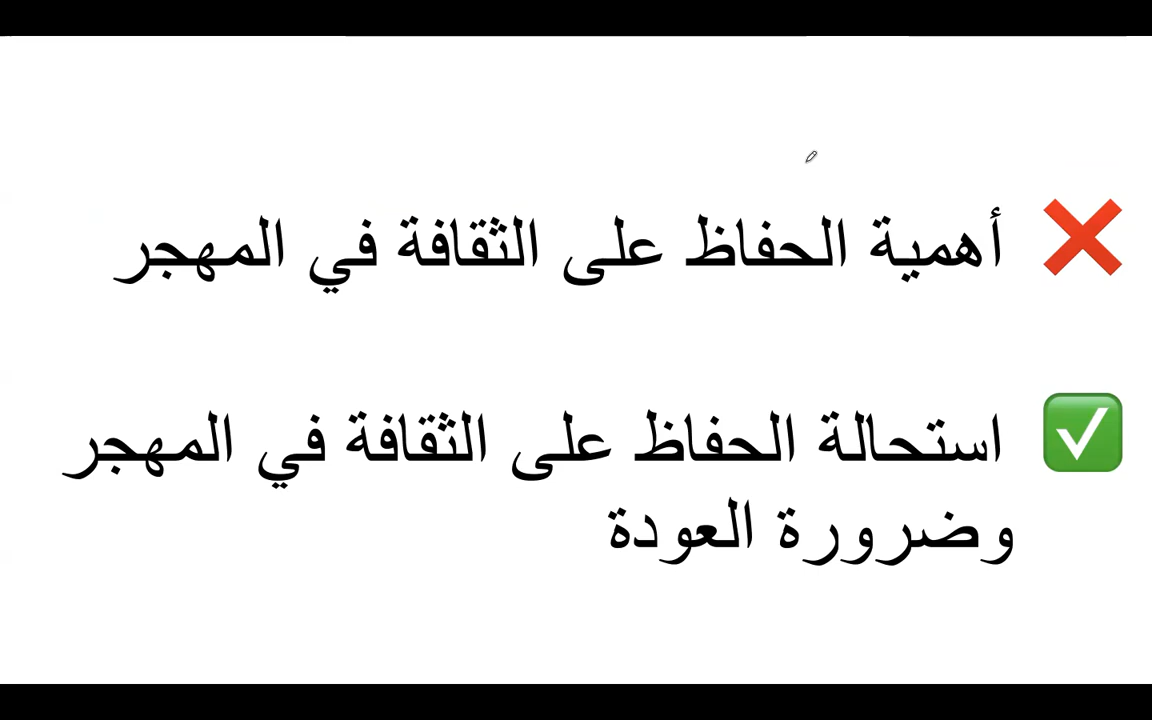 ❌ أهمية الحفاظ على الثقافة في المهجر
✅ استحالة الحفاظ على الثقافة في المهجر
وضرورة العودة